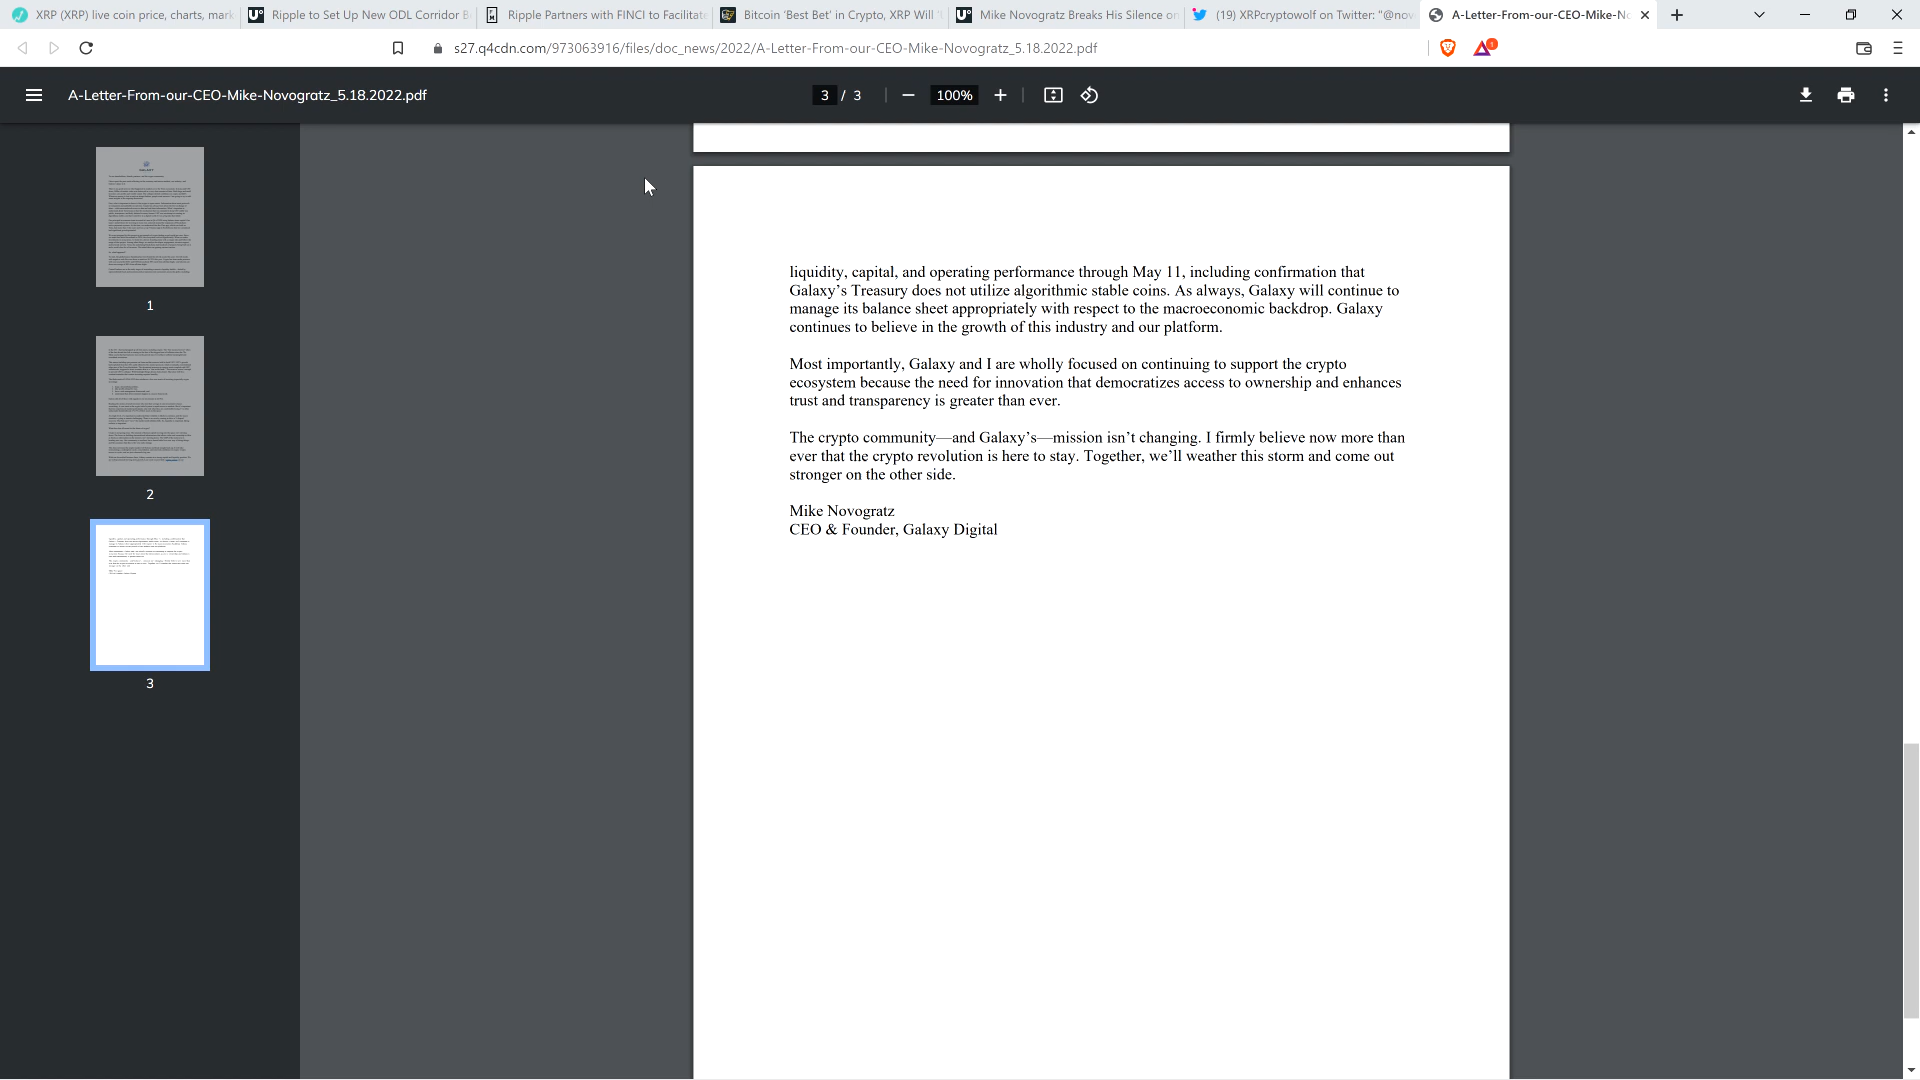 XRP (XRP) live coin price, charts, mark
Ripple to Set Up New ODL Corridor B
Ripple Partners with FINCI to Facilitate
Bitcoin 'Best Bet' in Crypto, XRP Will
Mike Novogratz Breaks His Silence on
(19) XRPcryptowolf on Twitter: "@nov
A-Letter-From-our-CEO-Mike-No
s27.q4cdn.com/973063916/files/doc_news/2022/A-Letter-From-our-CEO-Mike-Novogratz_5.18.2022.pdf
1
A-Letter-From-our-CEO-Mike-Novogratz_5.18.2022.pdf
3 / 3
100%
1
2
3
liquidity, capital, and operating performance through May 11, including confirmation that
Galaxy’s Treasury does not utilize algorithmic stable coins. As always, Galaxy will continue to
manage its balance sheet appropriately with respect to the macroeconomic backdrop. Galaxy
continues to believe in the growth of this industry and our platform.
Most importantly, Galaxy and I are wholly focused on continuing to support the crypto
ecosystem because the need for innovation that democratizes access to ownership and enhances
trust and transparency is greater than ever.
The crypto community—and Galaxy’s—mission isn’t changing. I firmly believe now more than
ever that the crypto revolution is here to stay. Together, we’ll weather this storm and come out
stronger on the other side.
Mike Novogratz
CEO & Founder, Galaxy Digital